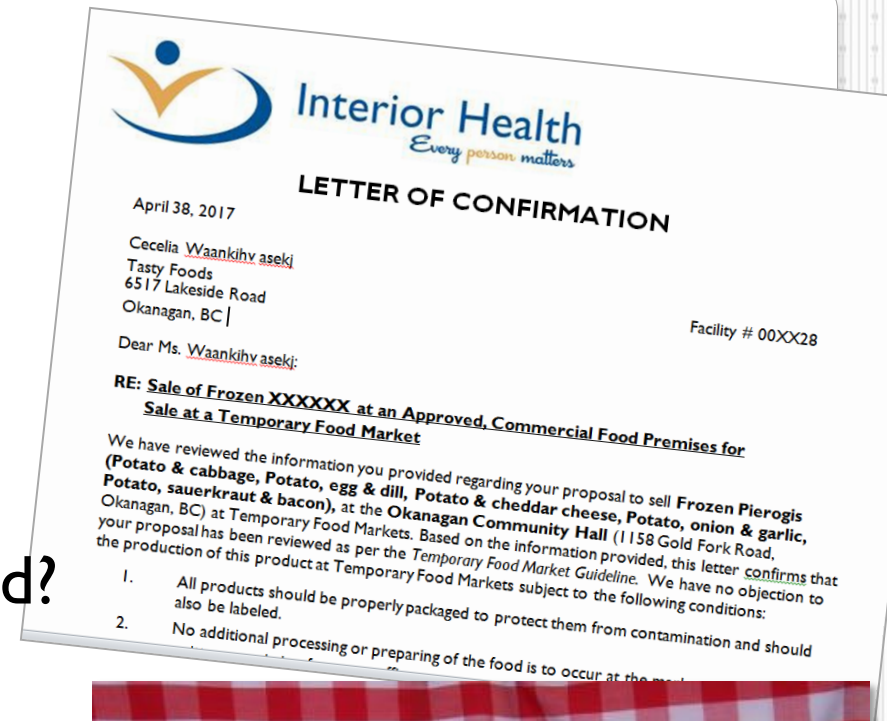 Interior Health
Every person matters
LETTER OF CONFIRMATION
April 38, 2017
Cecelia Waankihv asekj
Tasty Foods
6517 Lakeside Road
Okanagan, BC
Facility # 00XX28
Dear Ms. Waankihv asekj:
RE: Sale of Frozen XXXXXX at an Approved, Commercial Food Premises for
Sale at a Temporary Food Market
We have reviewed the information you provided regarding your proposal to sell Frozen Pierogis
(Potato & cabbage, Potato, egg & dill, Potato & cheddar cheese, Potato, onion & garlic,
Potato, sauerkraut & bacon), at the Okanagan Community Hall (1158 Gold Fork Road,
Okanagan, BC) at Temporary Food Markets. Based on the information provided, this letter confirms that
your proposal has been reviewed as per the Temporary Food Market Guideline. We have no objection to
the production of this product at Temporary Food Markets subject to the following conditions:
1. All products should be properly packaged to protect them from contamination and should
also be labeled.
2. No additional processing or preparing of the food is to occur at the
d?